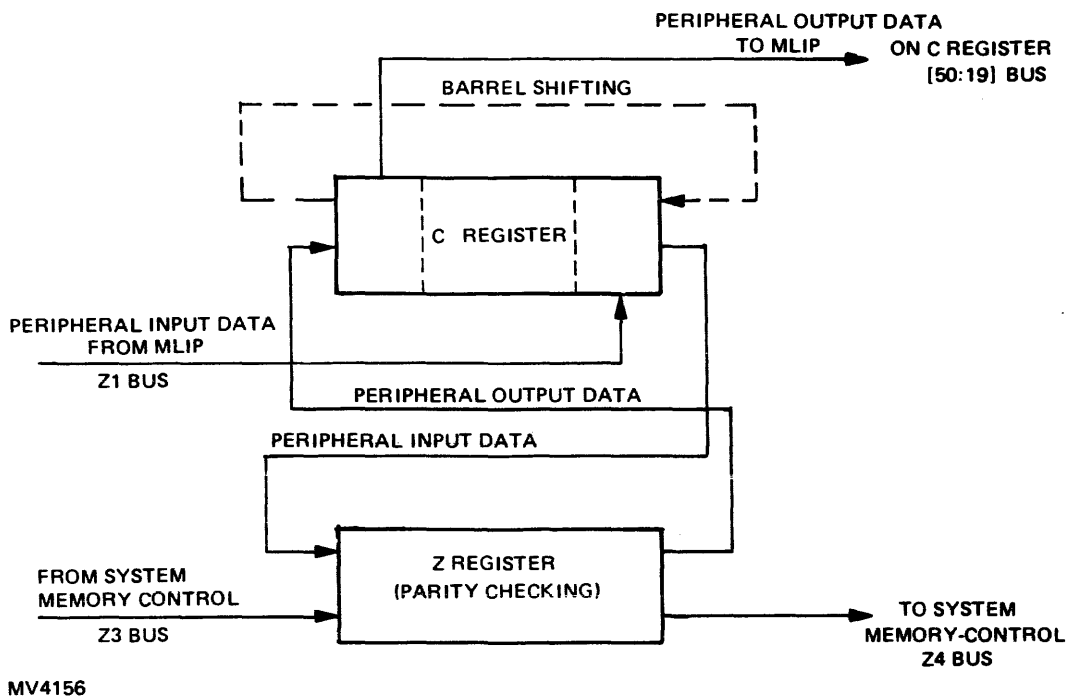 PERIPHERAL OUTPUT DATA
TO MLIP
ON C REGISTER
[50:19] BUS
BARREL SHIFTING
C REGISTER
PERIPHERAL INPUT DATA
FROM MLIP
Z1 BUS
PERIPHERAL OUTPUT DATA
PERIPHERAL INPUT DATA
Z REGISTER
(PARITY CHECKING)
FROM SYSTEM
MEMORY CONTROL
Z3 BUS
TO SYSTEM
MEMORY-CONTROL
Z4 BUS
MV4156